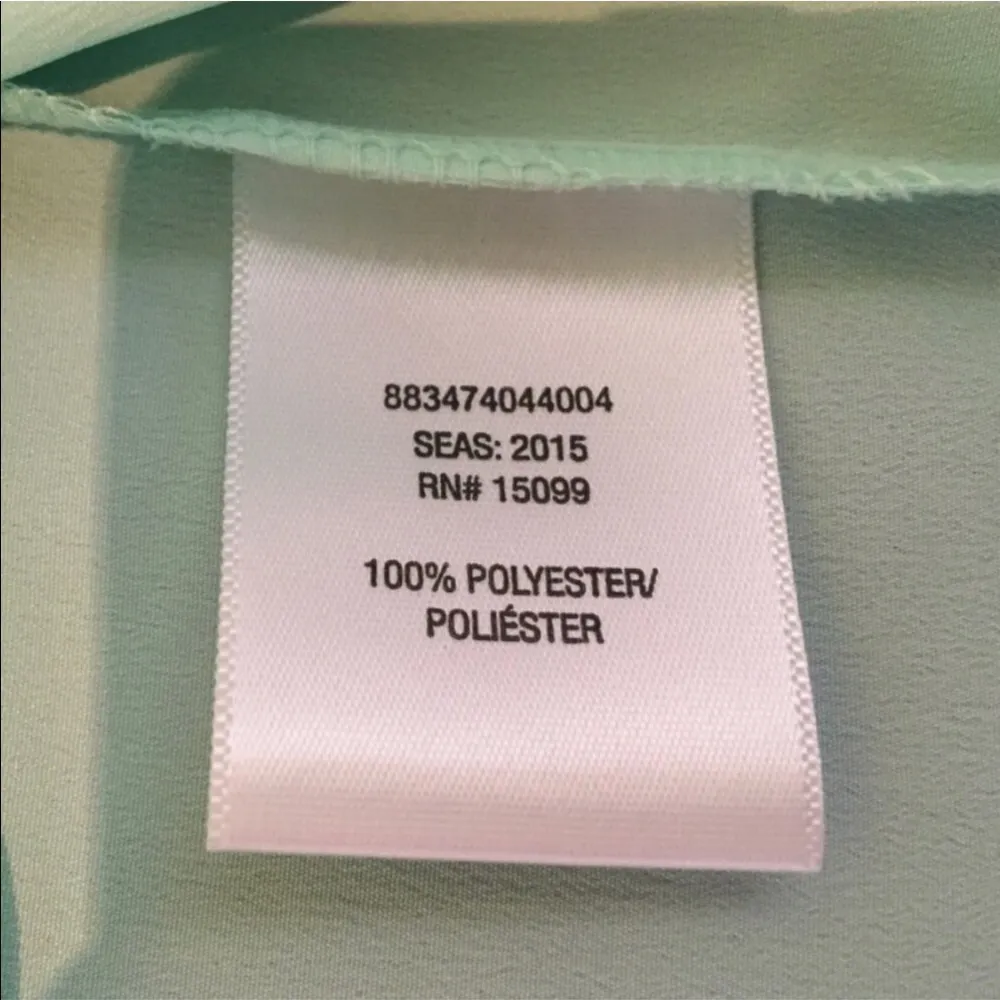 883474044004
SEAS: 2015
RN# 15099
100% POLYESTER/
POLIÉSTER